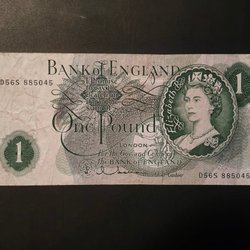 BANK OF ENGLAND
I Promise
D56S 885045
1
One Pound
LONDON
For the Govr. and Compa.
of the BANK OF ENGLAND
1
D56S 885045